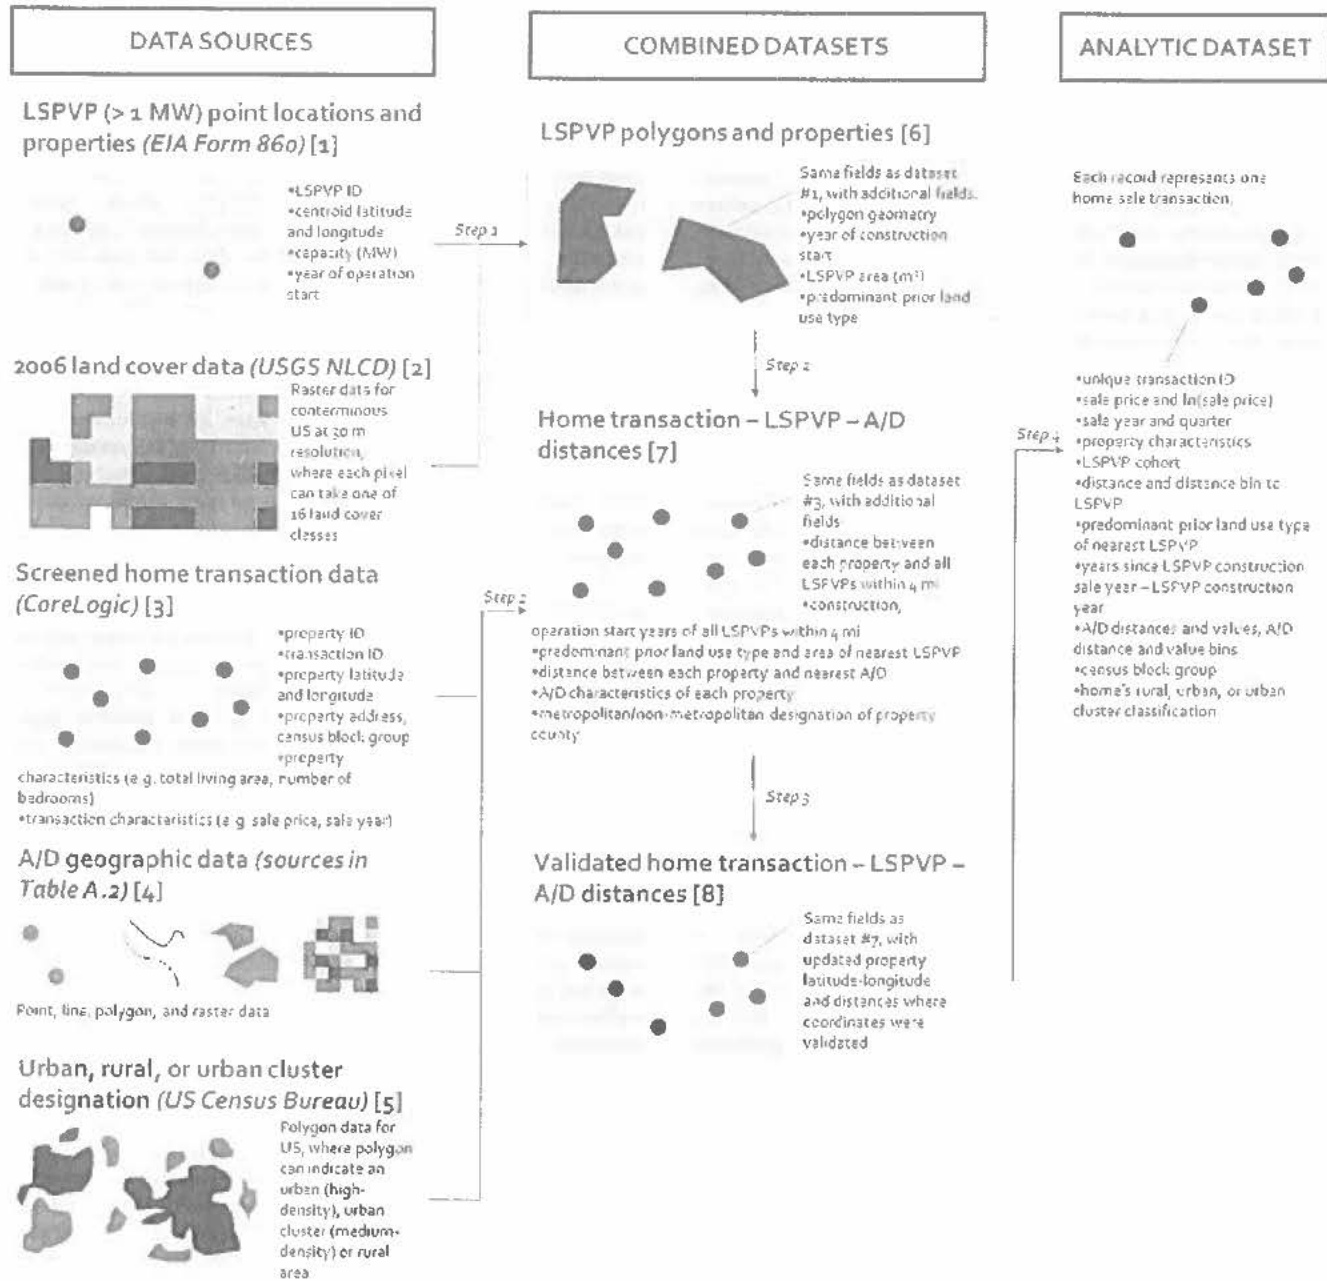 DATA SOURCES
LSPVP (> 1 MW) point locations and
properties (EIA Form 860) [1]
•LSPVP ID
•centroid latitude
and longitude
•capacity (MW)
•year of operation
start
2006 land cover data (USGS NLCD) [2]
Raster data for
conterminous
US at 30 m
resolution,
where each pixel
can take one of
16 land cover
classes
Screened home transaction data
(CoreLogic) [3]
•property ID
•transaction ID
•property latitude
and longitude
•property address,
census block group
•property
characteristics (e.g. total living area, number of
bedrooms)
•transaction characteristics (e.g. sale price, sale year)
A/D geographic data (sources in
Table A.2) [4]
Point, line, polygon, and raster data
Urban, rural, or urban cluster
designation (US Census Bureau) [5]
Polygon data for
US, where polygon
can indicate an
urban (high-
density), urban
cluster (medium-
density) or rural
area
Step 1
Step 2
COMBINED DATASETS
LSPVP polygons and properties [6]
Same fields as dataset
#1, with additional fields.
•polygon geometry
•year of construction
start
•LSPVP area (m²)
•predominant prior land
use type
Step 2
Home transaction – LSPVP – A/D
distances [7]
Same fields as dataset
#3, with additional
fields
•distance between
each property and all
LSPVPs within 4 mi
•construction,
operation start years of all LSPVPs within 4 mi
•predominant prior land use type and area of nearest LSPVP
•distance between each property and nearest A/D
•A/D characteristics of each property
•metropolitan/non-metropolitan designation of property
county
Step 3
Validated home transaction – LSPVP –
A/D distances [8]
Same fields as
dataset #7, with
updated property
latitude-longitude
and distances where
coordinates were
validated
Step 4
ANALYTIC DATASET
Each record represents one
home sale transaction.
•unique transaction ID
•sale price and ln(sale price)
•sale year and quarter
•property characteristics
•LSPVP cohort
•distance and distance bin to
LSPVP
•predominant prior land use type
of nearest LSPVP
•years since LSPVP construction
sale year – LSPVP construction
year
•A/D distances and values, A/D
distance and value bins
•census block group
•home's rural, urban, or urban
cluster classification